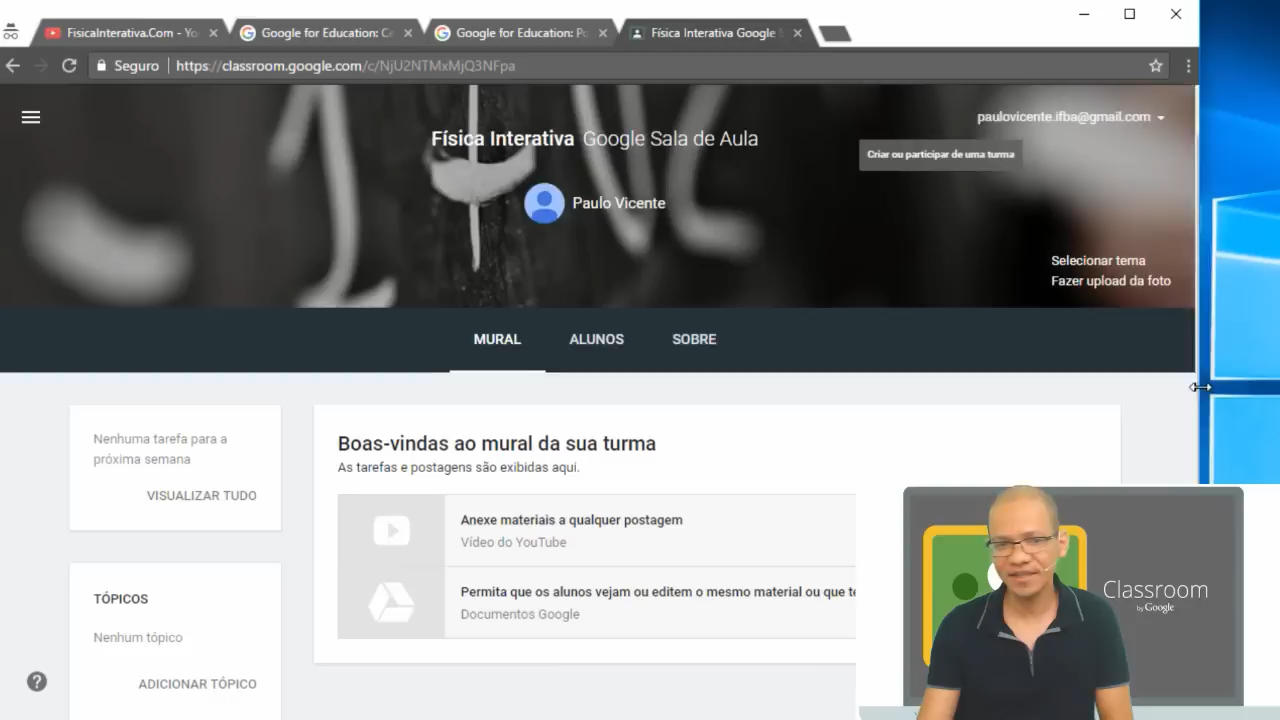 FisicaInterativa.Com - Yo
Google for Education: Ce
Google for Education: Po
Física Interativa Google
Seguro
https://classroom.google.com/c/NjU2NTMxMjQ3NFpa
paulovicente.ifba@gmail.com
Física Interativa Google Sala de Aula
Criar ou participar de uma turma
Paulo Vicente
Selecionar tema
Fazer upload da foto
MURAL
ALUNOS
SOBRE
Nenhuma tarefa para a
próxima semana
VISUALIZAR TUDO
TÓPICOS
Nenhum tópico
ADICIONAR TÓPICO
Boas-vindas ao mural da sua turma
As tarefas e postagens são exibidas aqui.
Anexe materiais a qualquer postagem
Vídeo do YouTube
Permita que os alunos vejam ou editem o mesmo material ou que te
Documentos Google
Classroom
by Google